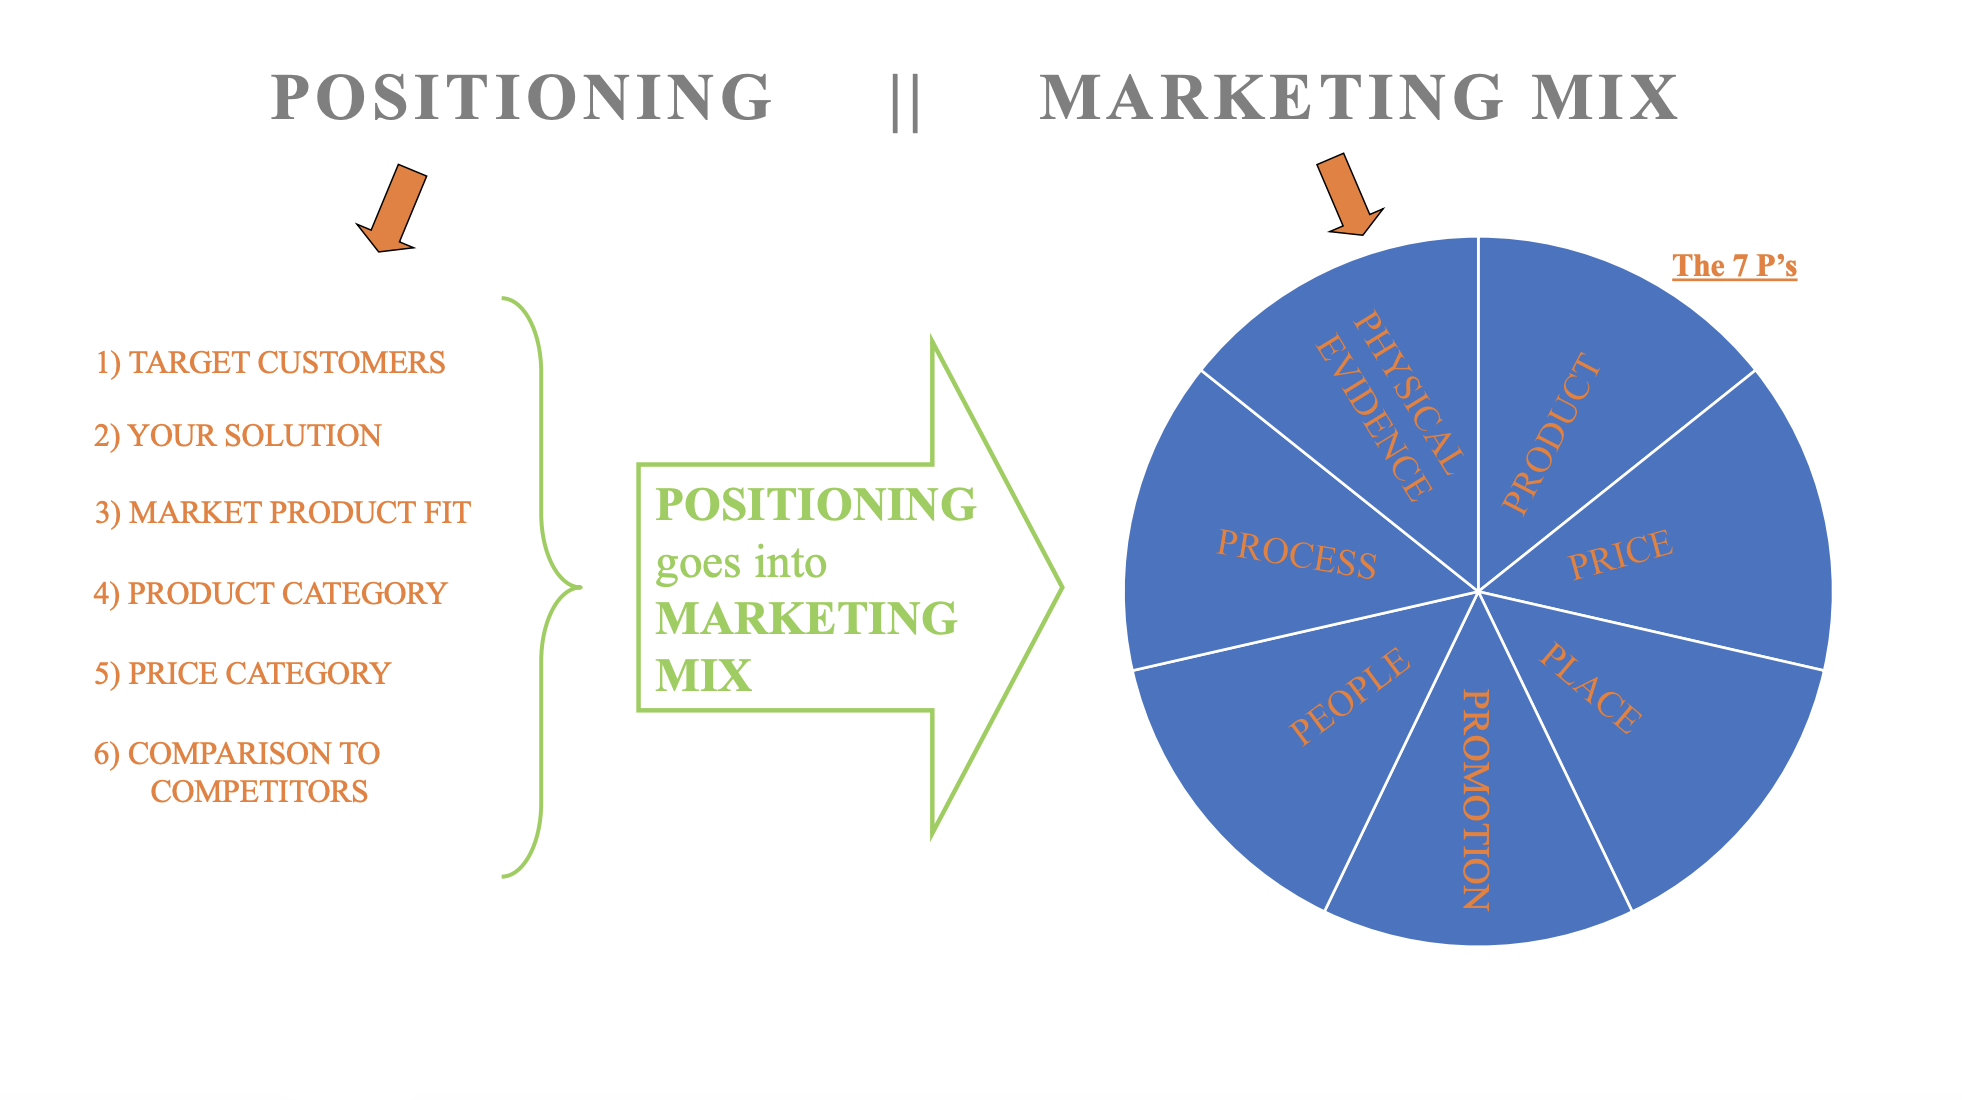 POSITIONING || MARKETING MIX
1) TARGET CUSTOMERS
2) YOUR SOLUTION
3) MARKET PRODUCT FIT
4) PRODUCT CATEGORY
5) PRICE CATEGORY
6) COMPARISON TO
COMPETITORS
POSITIONING
goes into
MARKETING
MIX
The 7 P’s
PRODUCT
PRICE
PLACE
PROMOTION
PEOPLE
PROCESS
PHYSICAL
EVIDENCE